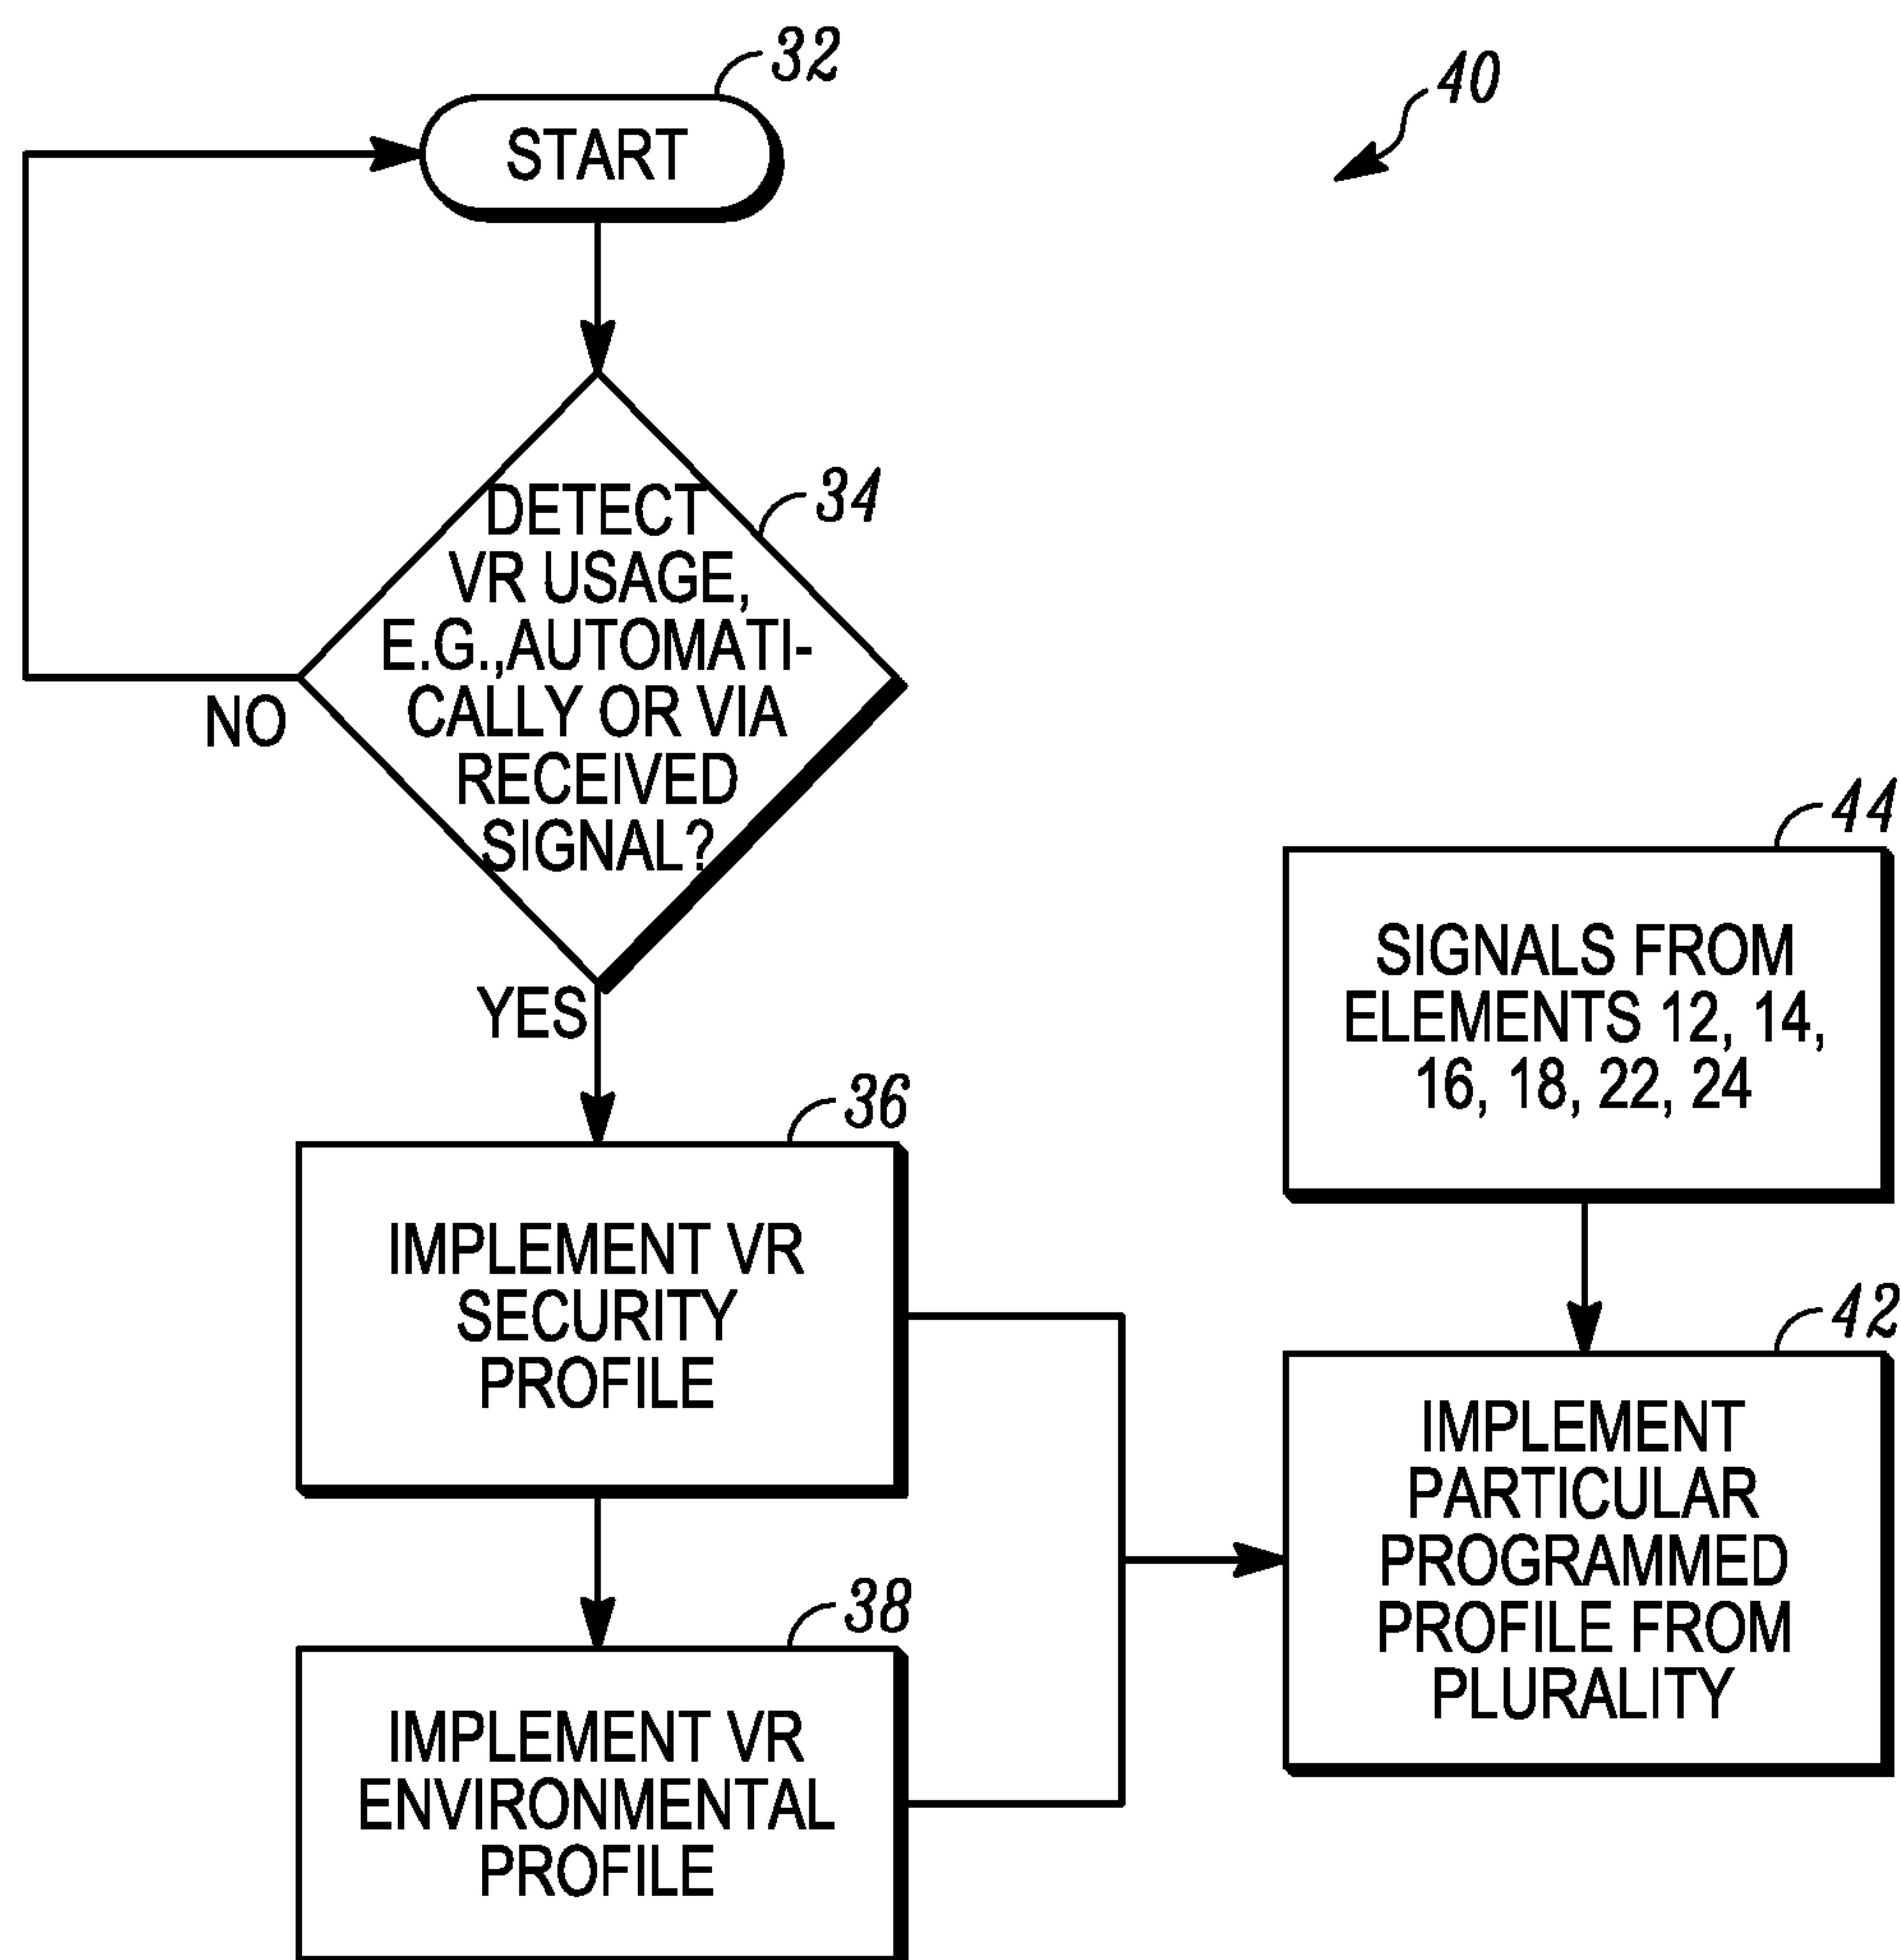 32
START
40
34
DETECT
VR USAGE,
E.G.,AUTOMATI-
CALLY OR VIA
RECEIVED
SIGNAL?
NO
YES
36
IMPLEMENT VR
SECURITY
PROFILE
38
IMPLEMENT VR
ENVIRONMENTAL
PROFILE
44
SIGNALS FROM
ELEMENTS 12, 14,
16, 18, 22, 24
42
IMPLEMENT
PARTICULAR
PROGRAMMED
PROFILE FROM
PLURALITY